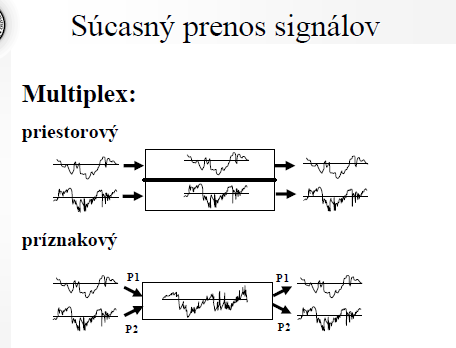 Súcasný prenos signálov
Multiplex:
priestorový
príznakový
P1 P1
P2 P2